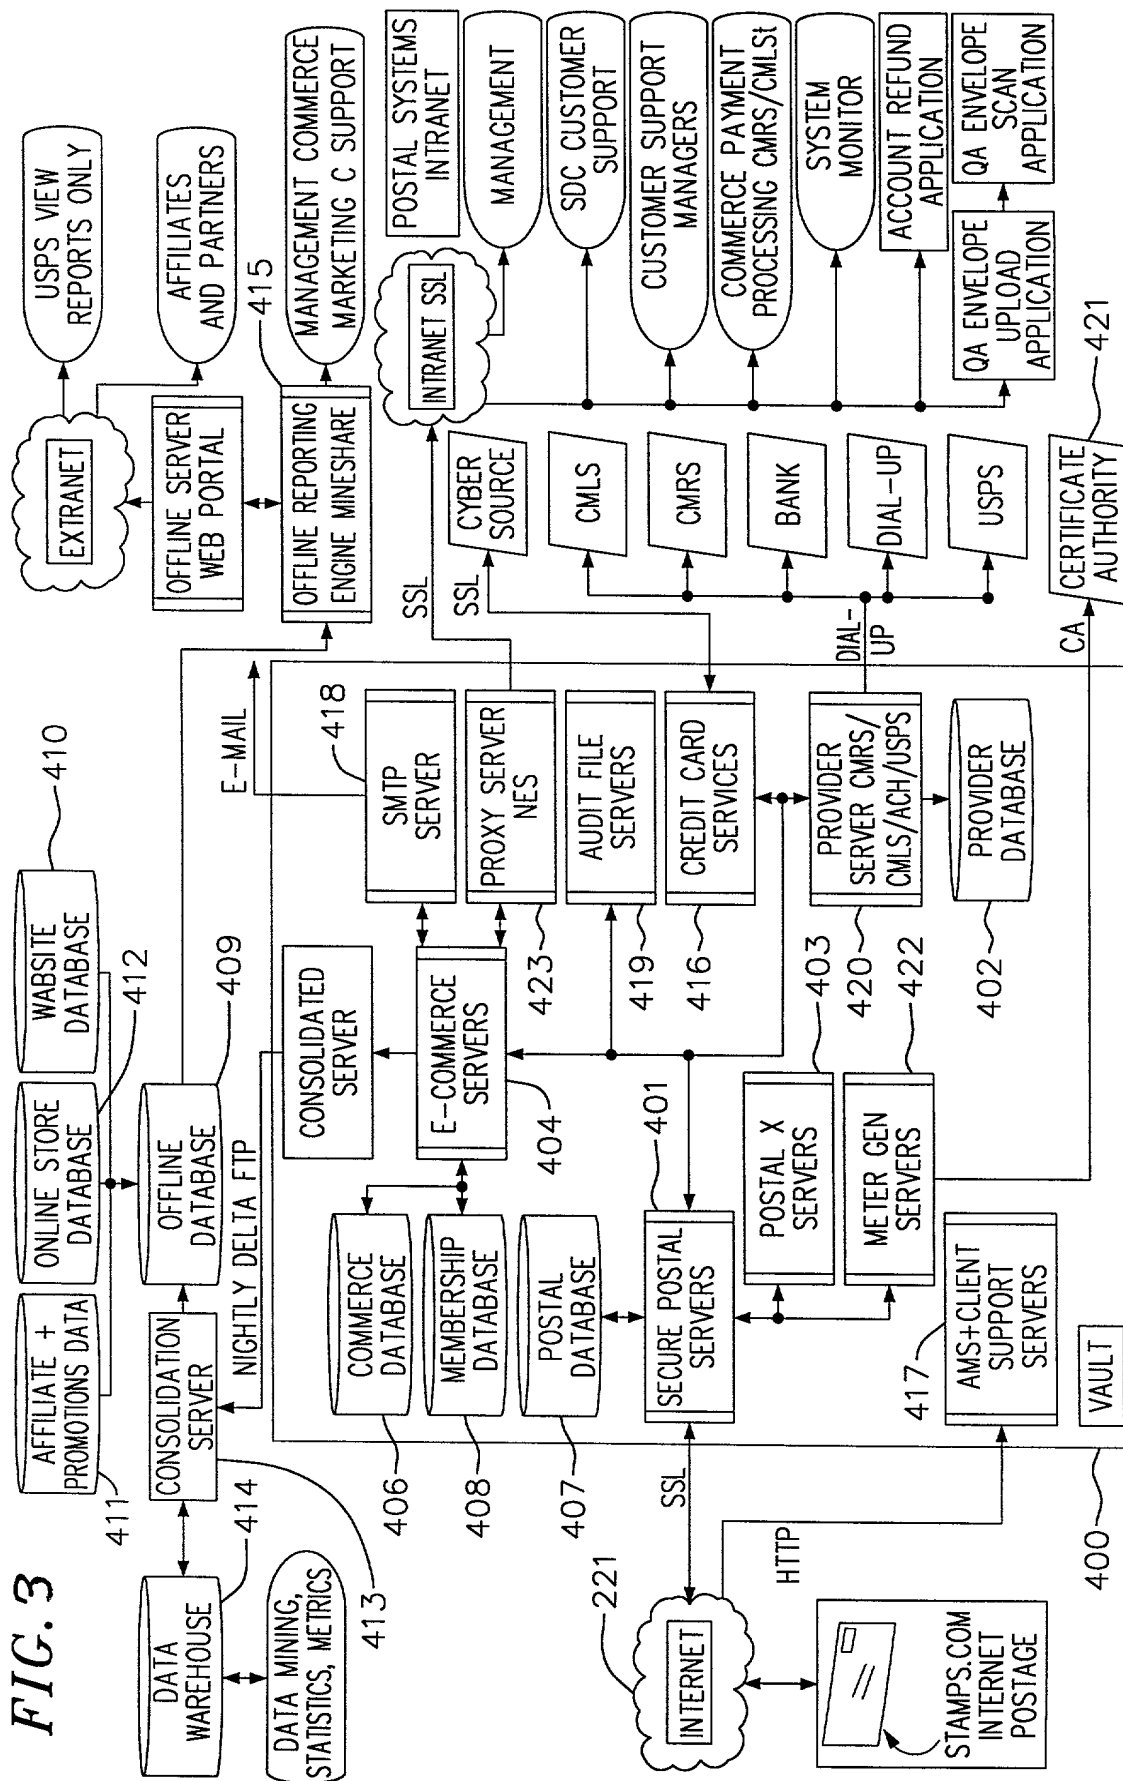 FIG. 3
AFFILIATE +
PROMOTIONS DATA
411
ONLINE STORE
DATABASE
412
WABSITE
DATABASE
410
DATA
WAREHOUSE
414
DATA MINING,
STATISTICS, METRICS
413
CONSOLIDATION
SERVER
OFFLINE
DATABASE
409
NIGHTLY DELTA FTP
E-MAIL
EXTRANET
USPS VIEW
REPORTS ONLY
AFFILIATES
AND PARTNERS
OFFLINE SERVER
WEB PORTAL
OFFLINE REPORTING
ENGINE MINESHARE
415
MANAGEMENT COMMERCE
MARKETING C SUPPORT
COMMERCE
DATABASE
406
MEMBERSHIP
DATABASE
408
POSTAL
DATABASE
407
CONSOLIDATED
SERVER
E-COMMERCE
SERVERS
404
SMTP
SERVER
418
PROXY SERVER
NES
423
AUDIT FILE
SERVERS
419
CREDIT CARD
SERVICES
416
SSL
SSL
INTRANET SSL
POSTAL SYSTEMS
INTRANET
MANAGEMENT
SDC CUSTOMER
SUPPORT
CUSTOMER SUPPORT
MANAGERS
COMMERCE PAYMENT
PROCESSING CMRS/CMLSt
SYSTEM
MONITOR
ACCOUNT REFUND
APPLICATION
QA ENVELOPE
UPLOAD
APPLICATION
QA ENVELOPE
SCAN
APPLICATION
CYBER
SOURCE
CMLS
CMRS
BANK
DIAL-UP
USPS
CERTIFICATE
AUTHORITY
421
DIAL-
UP
CA
SECURE POSTAL
SERVERS
401
POSTAL X
SERVERS
403
METER GEN
SERVERS
422
PROVIDER
SERVER CMRS/
CMLS/ACH/USPS
420
PROVIDER
DATABASE
402
AMS+CLIENT
SUPPORT
SERVERS
417
VAULT
400
SSL
HTTP
221
INTERNET
STAMPS.COM
INTERNET
POSTAGE